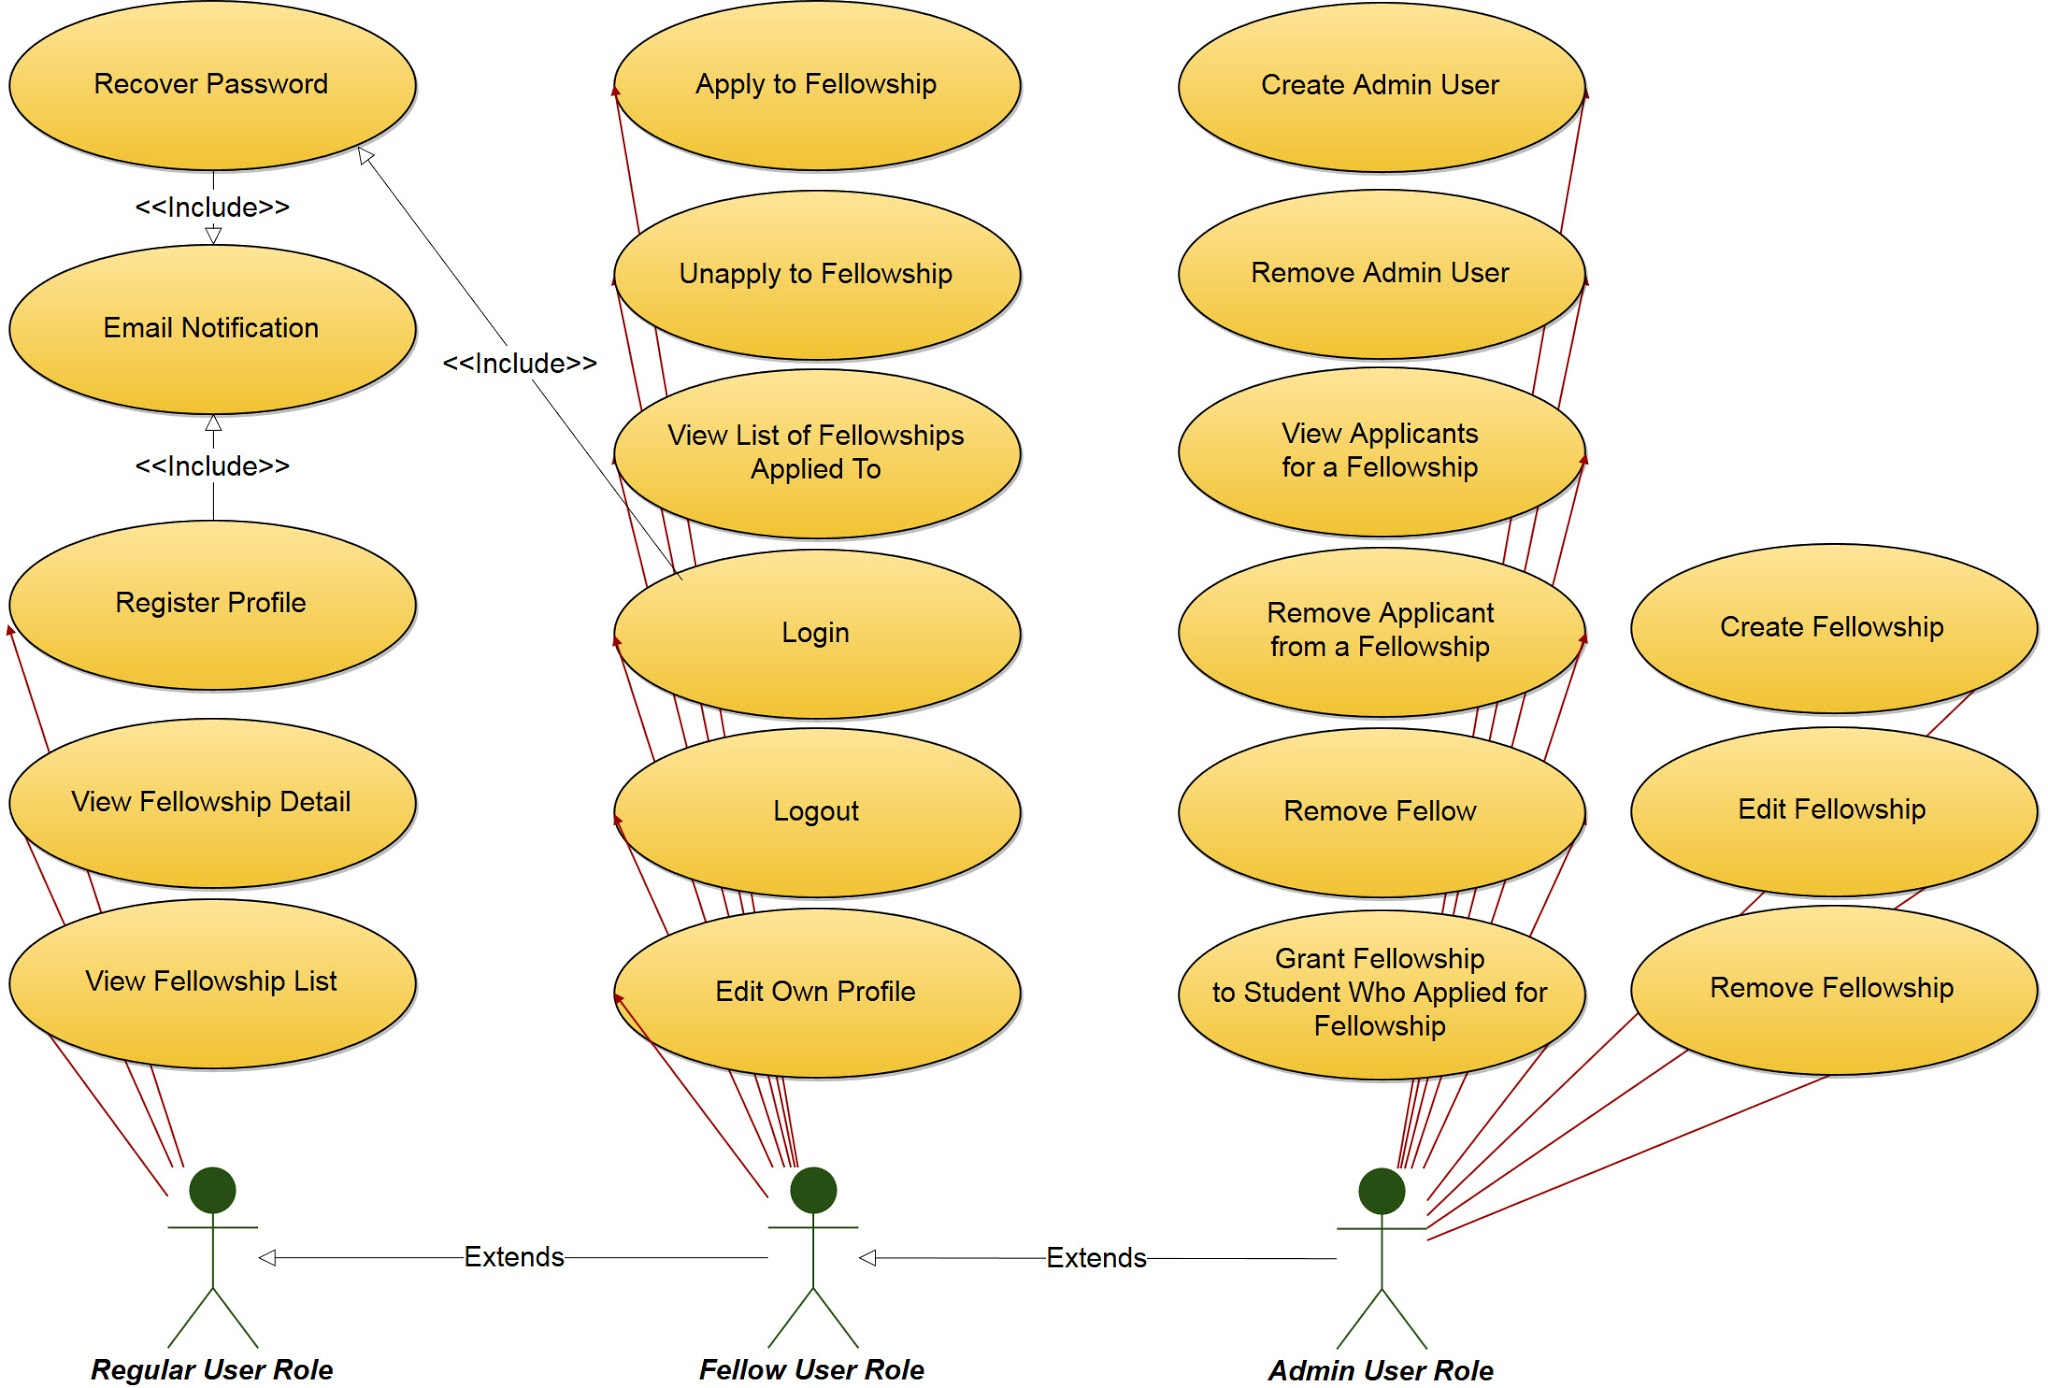 Recover Password
<<Include>>
Email Notification
<<Include>>
Register Profile
View Fellowship Detail
View Fellowship List
<<Include>>
Apply to Fellowship
Unapply to Fellowship
View List of Fellowships
Applied To
Login
Logout
Edit Own Profile
Create Admin User
Remove Admin User
View Applicants
for a Fellowship
Remove Applicant
from a Fellowship
Remove Fellow
Grant Fellowship
to Student Who Applied for
Fellowship
Create Fellowship
Edit Fellowship
Remove Fellowship
Extends
Extends
Regular User Role
Fellow User Role
Admin User Role